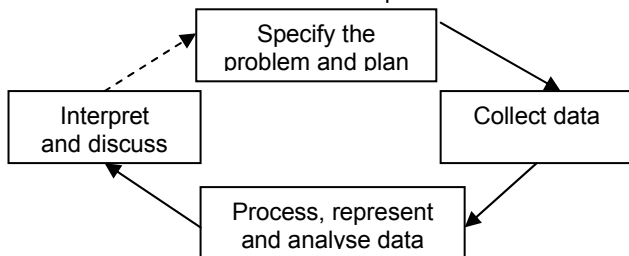 Specify the
problem and plan
Interpret
and discuss
Collect data
Process, represent
and analyse data